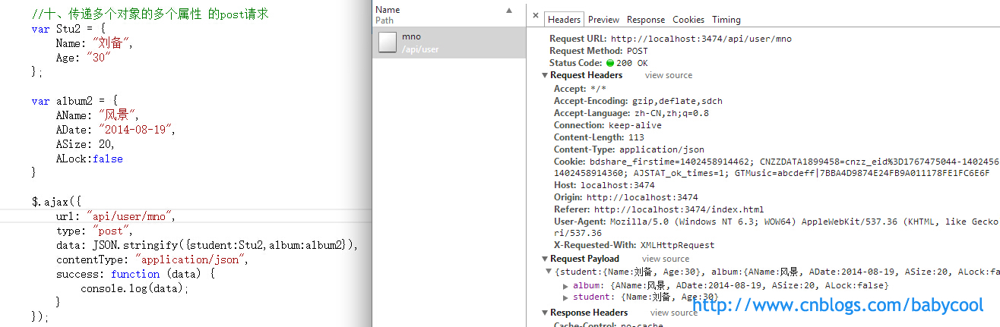 //十、传递多个对象的多个属性 的post请求
var Stu2 = {
Name: "刘备",
Age: "30"
};
var album2 = {
AName: "风景",
ADate: "2014-08-19",
ASize: 20,
ALock:false
}
$.ajax({
url: "api/user/mno",
type: "post",
data: JSON.stringify({student:Stu2,album:album2}),
contentType: "application/json",
success: function (data) {
console.log(data);
}
});
Name
Path
mno
/api/user
× Headers Preview Response Cookies Timing
Request URL: http://localhost:3474/api/user/mno
Request Method: POST
Status Code: 200 OK
Request Headers view source
Accept: */*
Accept-Encoding: gzip,deflate,sdch
Accept-Language: zh-CN,zh;q=0.8
Connection: keep-alive
Content-Length: 113
Content-Type: application/json
Cookie: bdshare_firstime=1402458914462; CNZZDATA1899458=cnzz_eid%3D1767475044-1402456
1402458914360; AJSTAT_ok_times=1; GTMusic=abcdeff|7BBA4D9874E24FB9A011178FE1FC6E6F
Host: localhost:3474
Origin: http://localhost:3474
Referer: http://localhost:3474/index.html
User-Agent: Mozilla/5.0 (Windows NT 6.3; WOW64) AppleWebKit/537.36 (KHTML, like Gecko
ri/537.36
X-Requested-With: XMLHttpRequest
Request Payload view source
{student:{Name:刘备, Age:30}, album:{AName:风景, ADate:2014-08-19, ASize:20, ALock:fa
album: {AName:风景, ADate:2014-08-19, ASize:20, ALock:false}
student: {Name:刘备, Age:30}
http://www.cnblogs.com/babycool
Response Headers view source
Cache-Control: no-cache